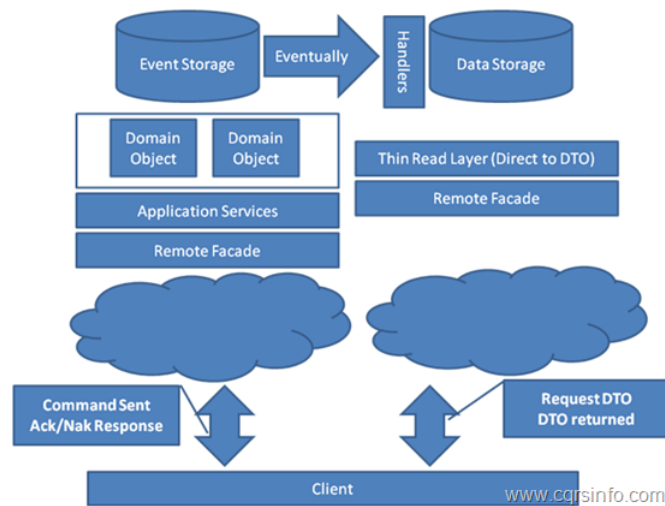 Event Storage
Eventually
Handlers
Data Storage
Domain
Object
Domain
Object
Thin Read Layer (Direct to DTO)
Application Services
Remote Facade
Remote Facade
Command Sent
Ack/Nak Response
Request DTO
DTO returned
Client
www.cqrsinfo.com